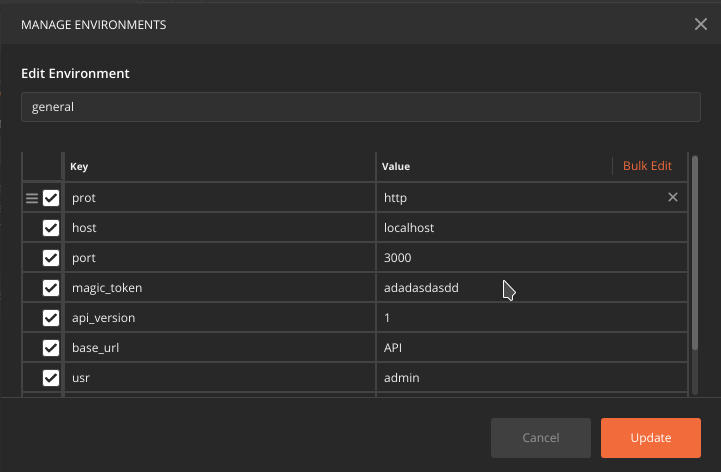 MANAGE ENVIRONMENTS
Edit Environment
general
Key Value Bulk Edit
prot http
host localhost
port 3000
magic_token adadasdasdd
api_version 1
base_url API
usr admin
Cancel Update